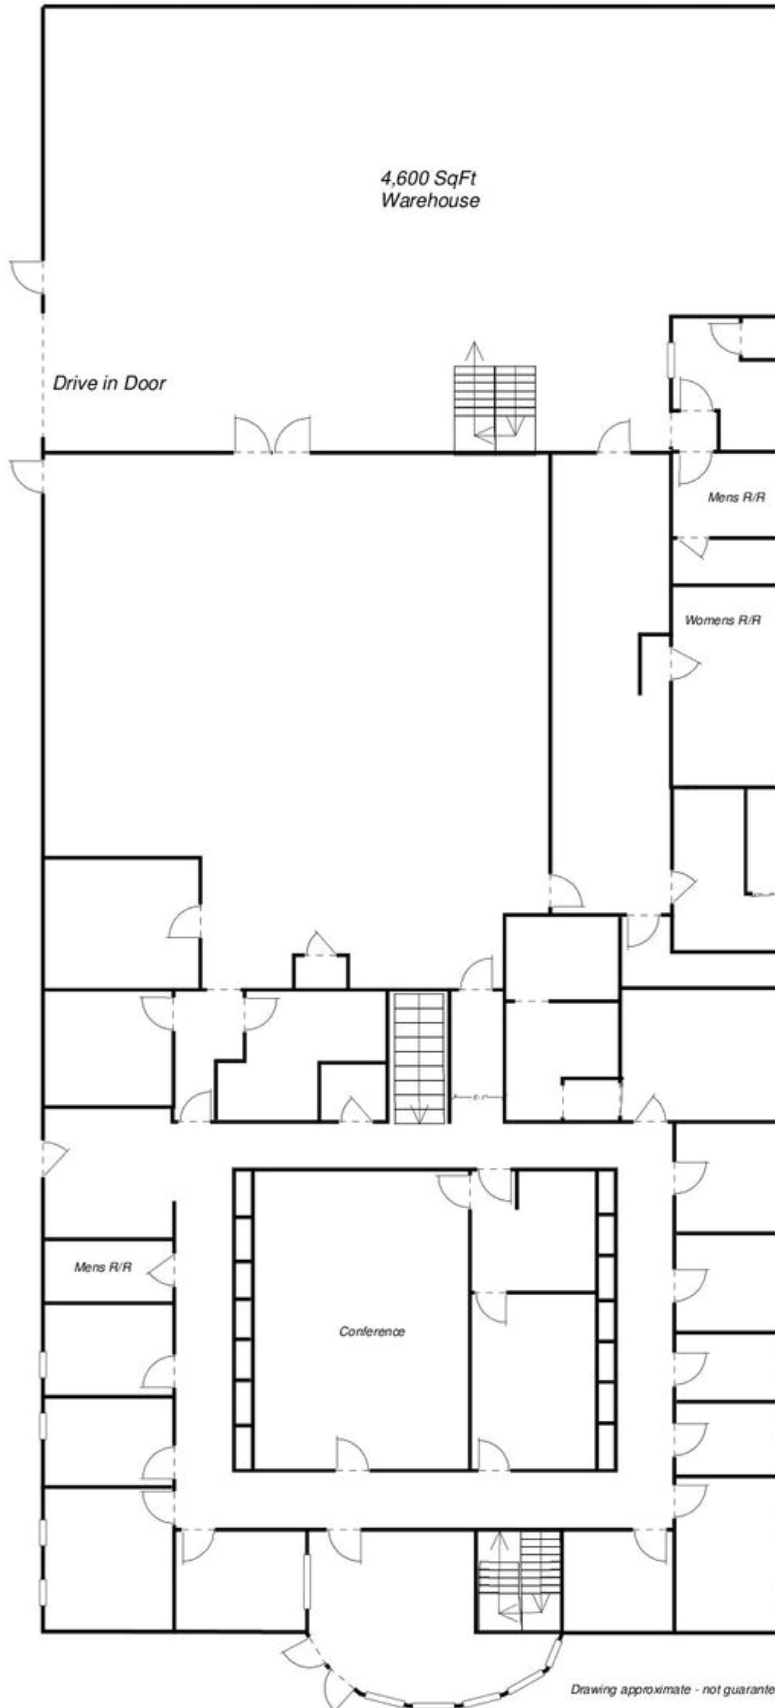 4,600 SqFt
Warehouse
Drive in Door
Mens R/R
Womens R/R
Mens R/R
Conference
Drawing approximate - not guarante